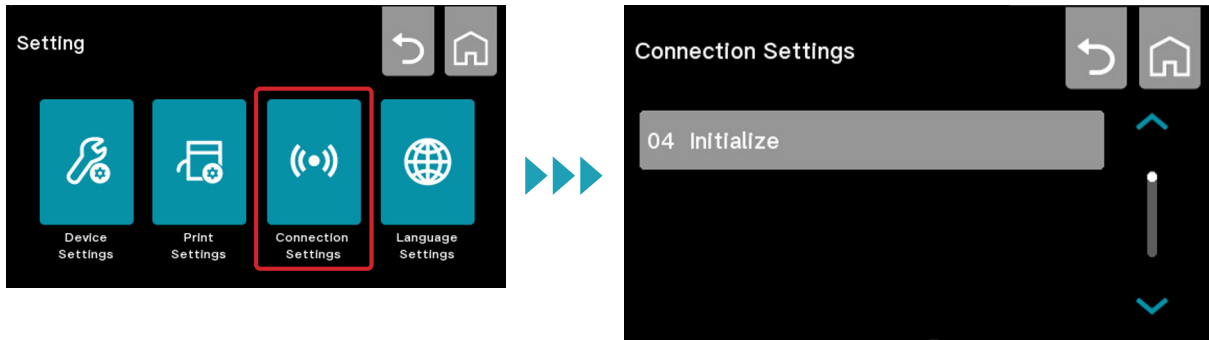 Setting
Device
Settings
Print
Settings
Connection
Settings
Language
Settings
Connection Settings
04 Initialize